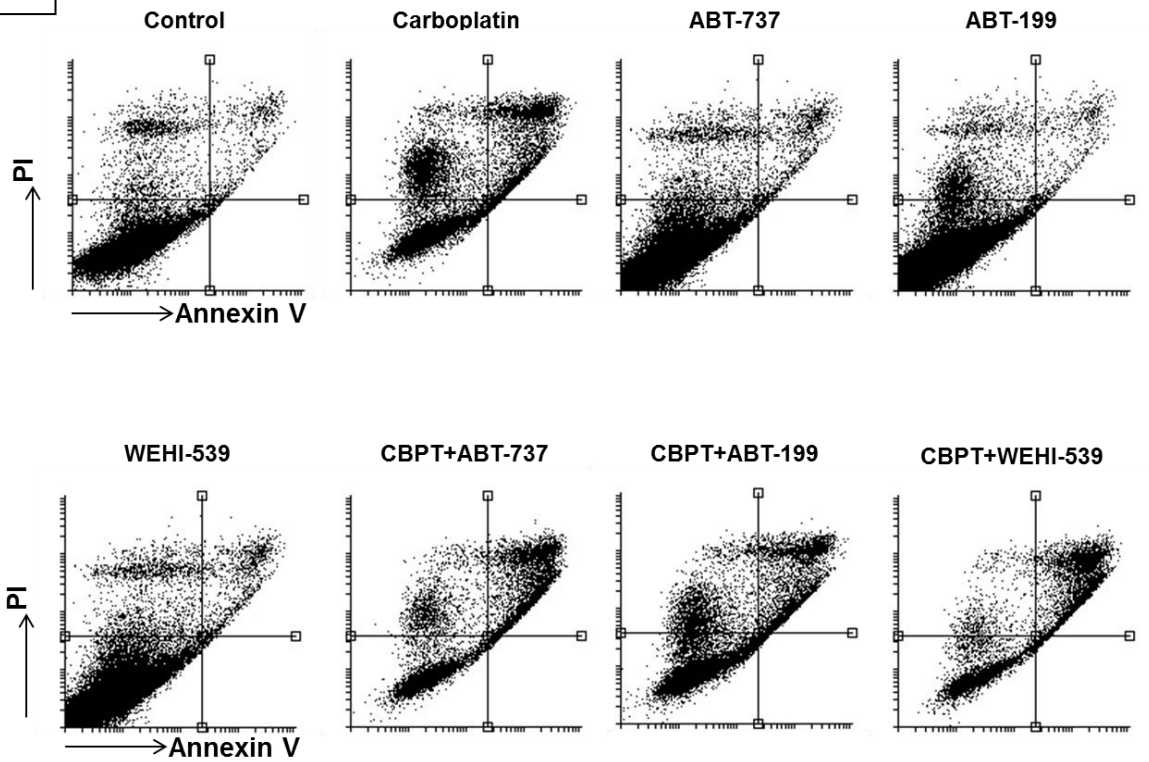 Control Carboplatin ABT-737 ABT-199
PI
Annexin V
WEHI-539 CBPT+ABT-737 CBPT+ABT-199 CBPT+WEHI-539
PI
Annexin V